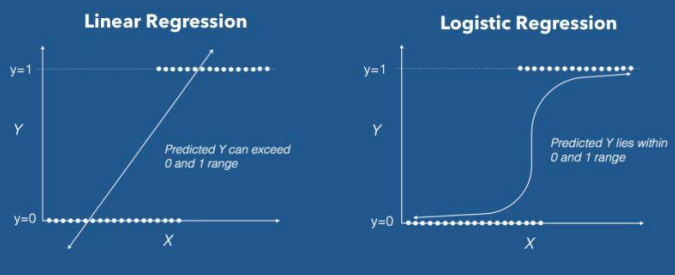 Linear Regression
y=1
Y
Predicted Y can exceed
0 and 1 range
y=0
X
Logistic Regression
y=1
Y
Predicted Y lies within
0 and 1 range
y=0
X